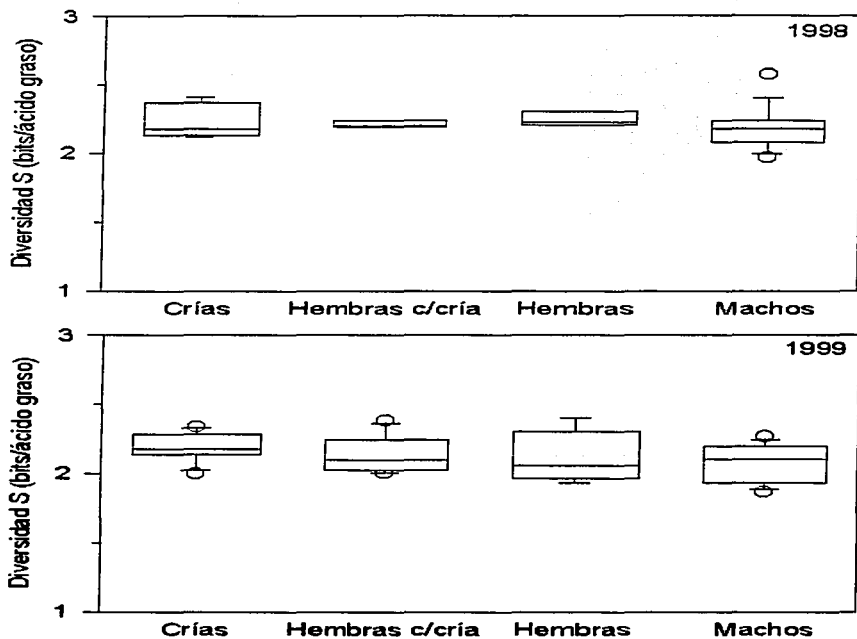 3
1998
Diversidad S (bits/ácido graso)
2
1
Crías Hembras c/cría Hembras Machos
3
1999
Diversidad S (bits/ácido graso)
2
1
Crías Hembras c/cría Hembras Machos